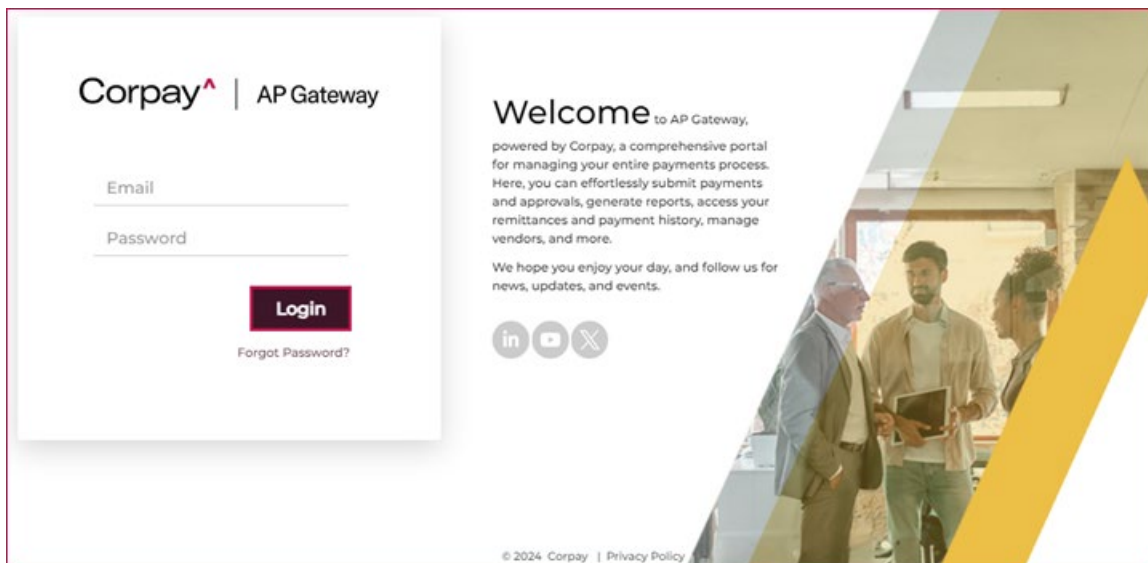 Corpay^ | AP Gateway
Email
Password
Login
Forgot Password?
Welcome to AP Gateway,
powered by Corpay, a comprehensive portal
for managing your entire payments process.
Here, you can effortlessly submit payments
and approvals, generate reports, access your
remittances and payment history, manage
vendors, and more.
We hope you enjoy your day, and follow us for
news, updates, and events.
in
X
© 2024 Corpay | Privacy Policy